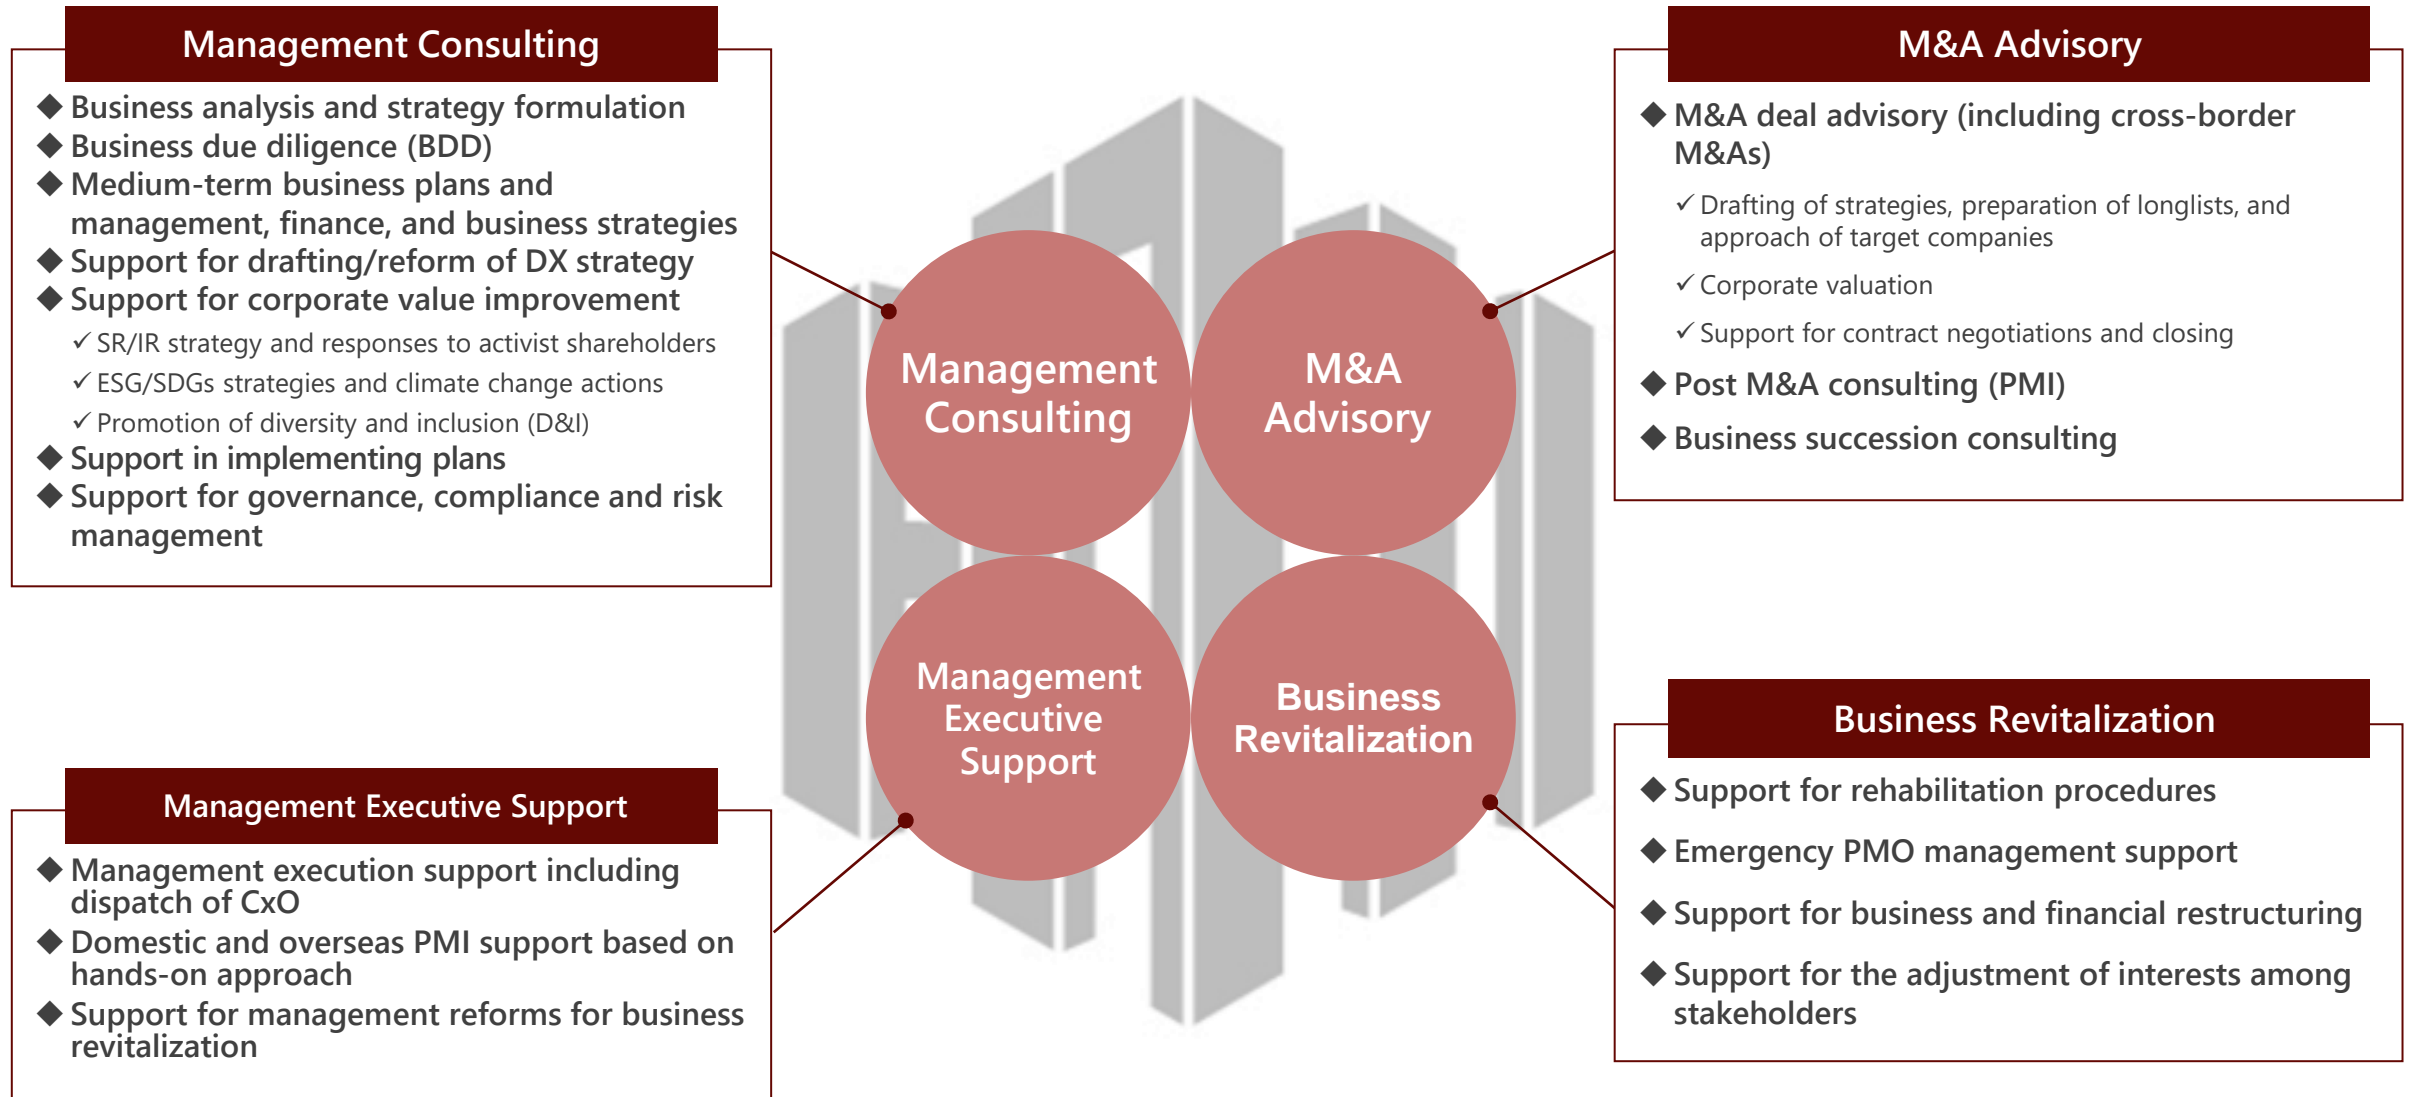 Management Consulting
◆ Business analysis and strategy formulation
◆ Business due diligence (BDD)
◆ Medium-term business plans and
management, finance, and business strategies
◆ Support for drafting/reform of DX strategy
◆ Support for corporate value improvement
✓ SR/IR strategy and responses to activist shareholders
✓ ESG/SDGs strategies and climate change actions
✓ Promotion of diversity and inclusion (D&I)
◆ Support in implementing plans
◆ Support for governance, compliance and risk
management
M&A Advisory
◆ M&A deal advisory (including cross-border
M&As)
✓ Drafting of strategies, preparation of longlists, and
approach of target companies
✓ Corporate valuation
✓ Support for contract negotiations and closing
◆ Post M&A consulting (PMI)
◆ Business succession consulting
Management
Consulting
M&A
Advisory
Management
Executive
Support
Business
Revitalization
Management Executive Support
◆ Management execution support including
dispatch of CxO
◆ Domestic and overseas PMI support based on
hands-on approach
◆ Support for management reforms for business
revitalization
Business Revitalization
◆ Support for rehabilitation procedures
◆ Emergency PMO management support
◆ Support for business and financial restructuring
◆ Support for the adjustment of interests among
stakeholders